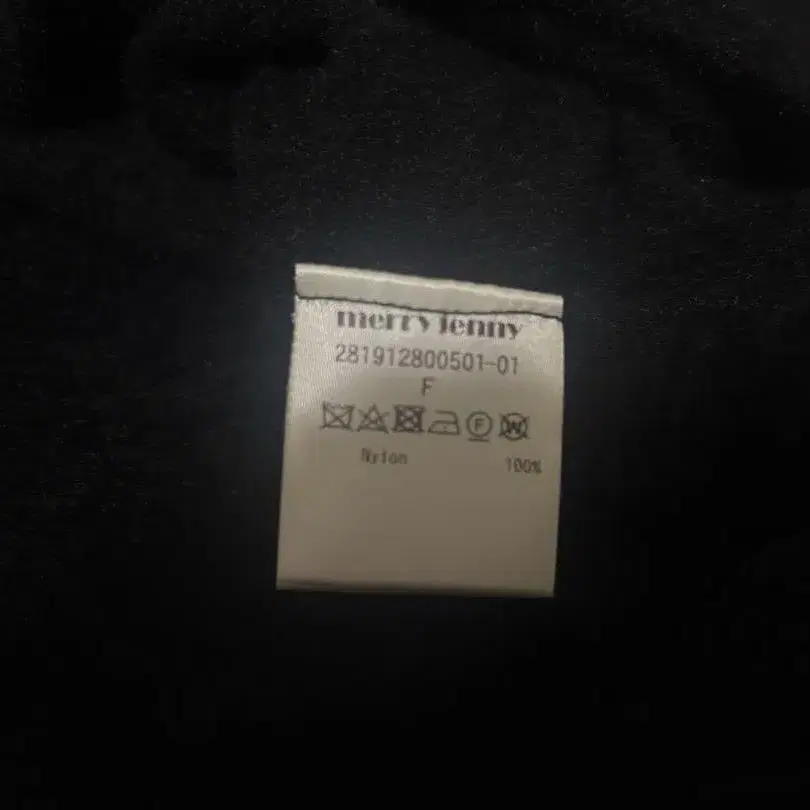 merry jenny
281912800501-01
F
F W
Nylon 100%